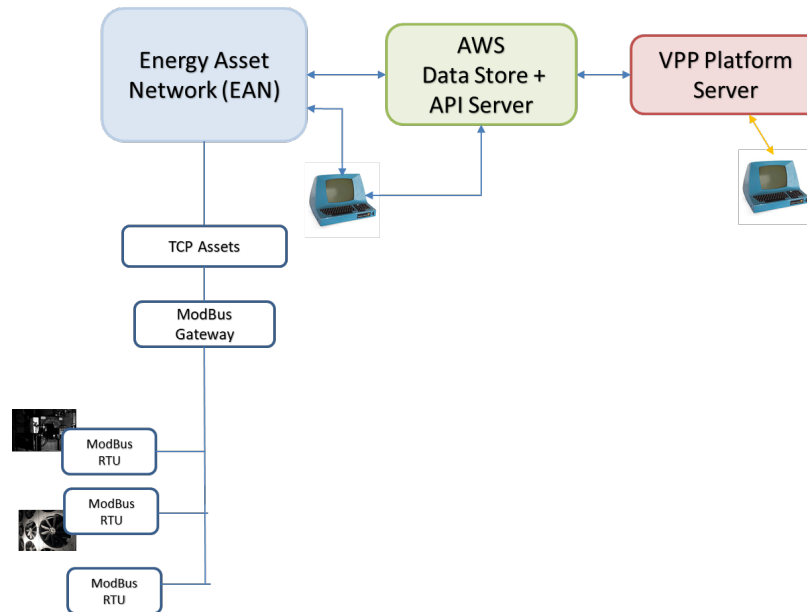 Energy Asset
Network (EAN)
AWS
Data Store +
API Server
VPP Platform
Server
TCP Assets
ModBus
Gateway
ModBus
RTU
ModBus
RTU
ModBus
RTU